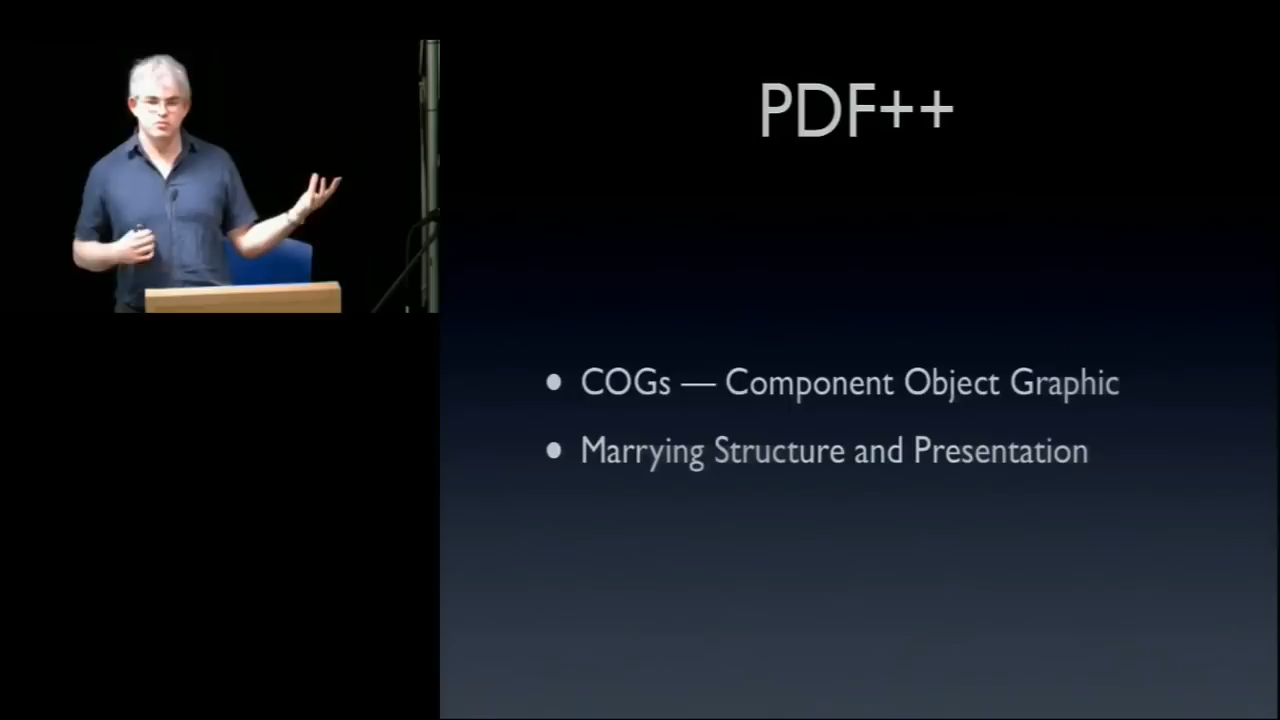 PDF++
• COGs — Component Object Graphic
• Marrying Structure and Presentation